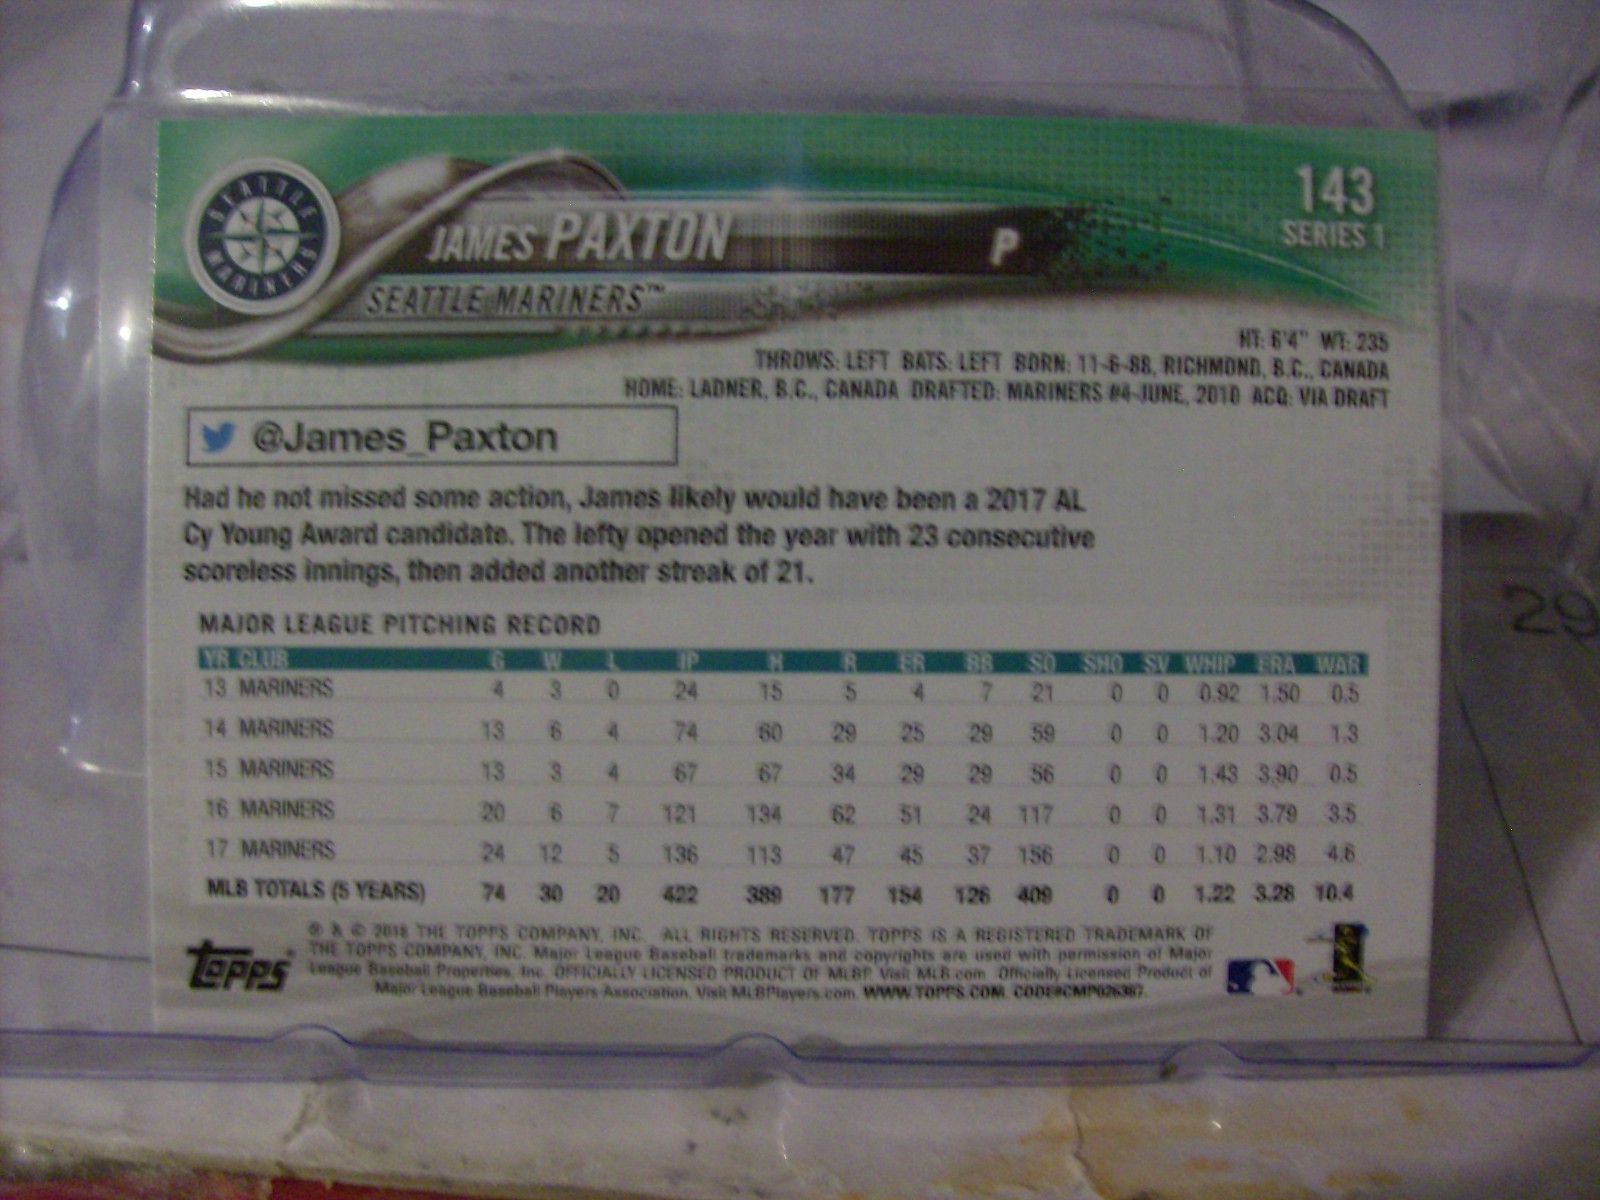 SEATTLE MARINERS
JAMES PAXTON P
SEATTLE MARINERS™
143
SERIES 1
HT: 6'4" WT: 235
THROWS: LEFT BATS: LEFT BORN: 11-6-88, RICHMOND, B.C., CANADA
HOME: LADNER, B.C., CANADA DRAFTED: MARINERS #4-JUNE, 2010 ACQ: VIA DRAFT
@James_Paxton
Had he not missed some action, James likely would have been a 2017 AL
Cy Young Award candidate. The lefty opened the year with 23 consecutive
scoreless innings, then added another streak of 21.
MAJOR LEAGUE PITCHING RECORD
YR CLUB G W L IP H R ER BB SO SHO SV WHIP ERA WAR
13 MARINERS 4 3 0 24 15 5 4 7 21 0 0 0.92 1.50 0.5
14 MARINERS 13 6 4 74 60 29 25 29 59 0 0 1.20 3.04 1.3
15 MARINERS 13 3 4 67 67 34 29 29 56 0 0 1.43 3.90 0.5
16 MARINERS 20 6 7 121 134 62 51 24 117 0 0 1.31 3.79 3.5
17 MARINERS 24 12 5 136 113 47 45 37 156 0 0 1.10 2.98 4.6
MLB TOTALS (5 YEARS) 74 30 20 422 389 177 154 126 409 0 0 1.22 3.28 10.4
® & © 2018 THE TOPPS COMPANY, INC. ALL RIGHTS RESERVED. TOPPS IS A REGISTERED TRADEMARK OF
THE TOPPS COMPANY, INC. Major League Baseball trademarks and copyrights are used with permission of Major
League Baseball Properties, Inc. OFFICIALLY LICENSED PRODUCT OF MLBP. Visit MLB.com. Officially Licensed Product of
Major League Baseball Players Association. Visit MLBPlayers.com. WWW.TOPPS.COM. CODE#CMP026367.
Topps
29